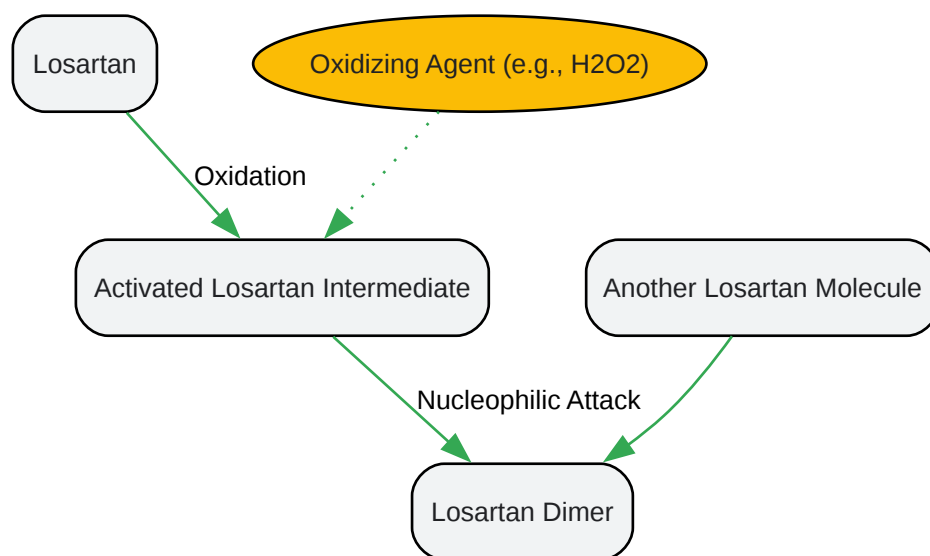 Losartan
Oxidizing Agent (e.g., H2O2)
Oxidation
Activated Losartan Intermediate
Another Losartan Molecule
Nucleophilic Attack
Losartan Dimer